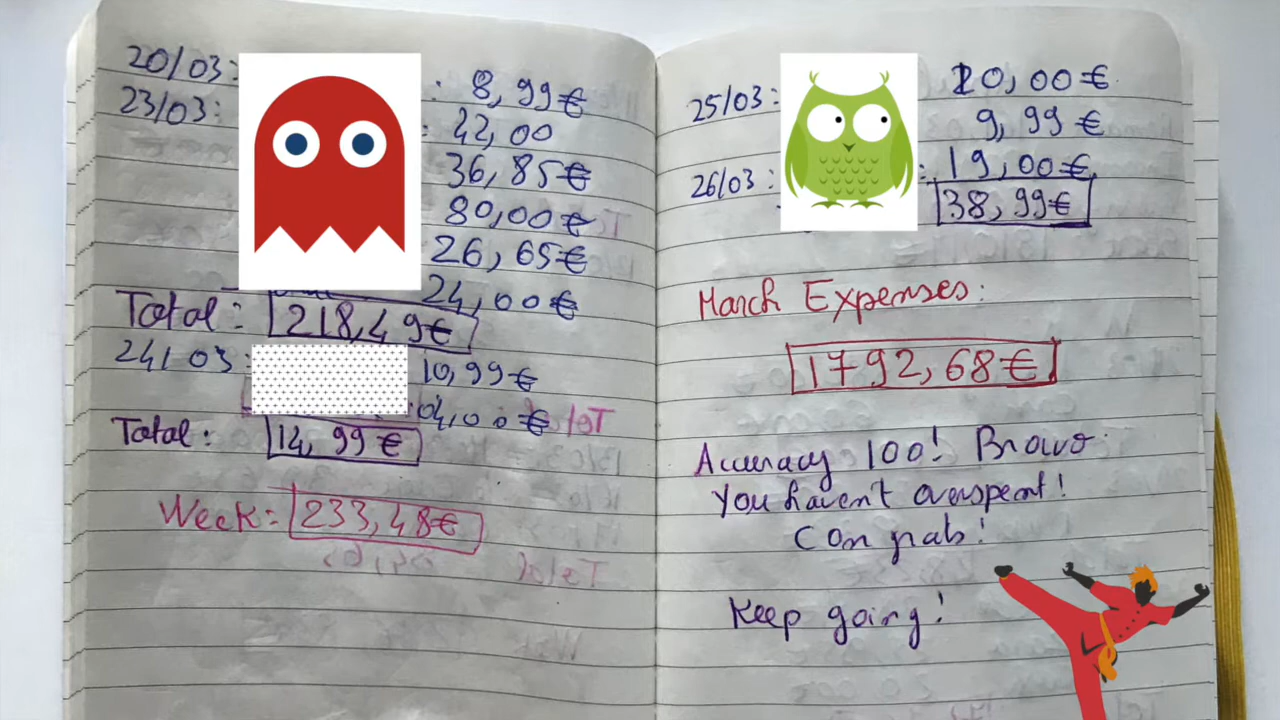 20/03: : 8,99€
23/03: : 42,00
36,85€
80,00€
26,65€
24,00€
Total: 218,49€
24/03: 10,99€
: 04,00€
Total: 14,99€
Week: 233,48€
25/03: 10,00€
9,99€
26/03: : 19,00€
38,99€
March Expenses:
1792,68€
Accuracy 100! Bravo
You haven't overspent!
Congrats!
Keep going!